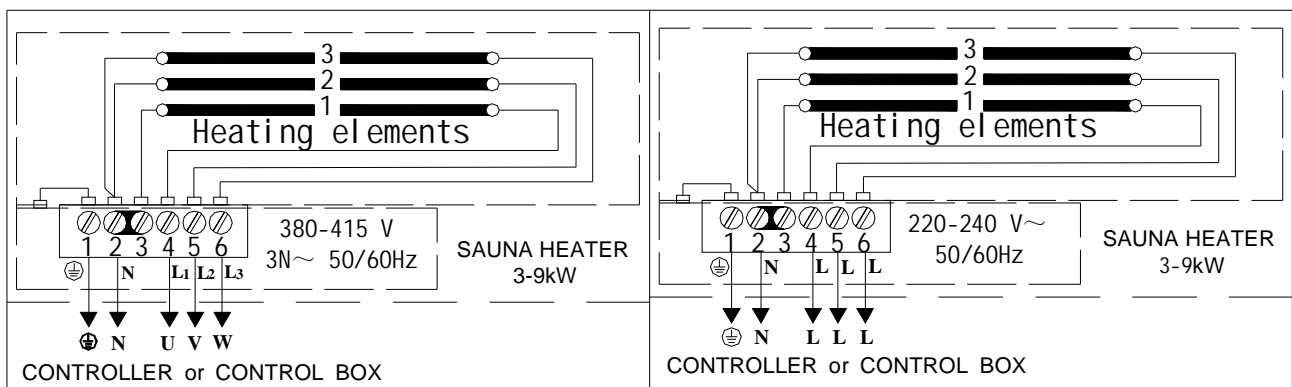 3
2
1
Heating elements
1 2 3 4 5 6
380-415 V
3N～ 50/60Hz
N L1 L2 L3
SAUNA HEATER
3-9kW
N U V W
CONTROLLER or CONTROL BOX
3
2
1
Heating elements
1 2 3 4 5 6
220-240 V～
50/60Hz
N L L L
SAUNA HEATER
3-9kW
N L L L
CONTROLLER or CONTROL BOX